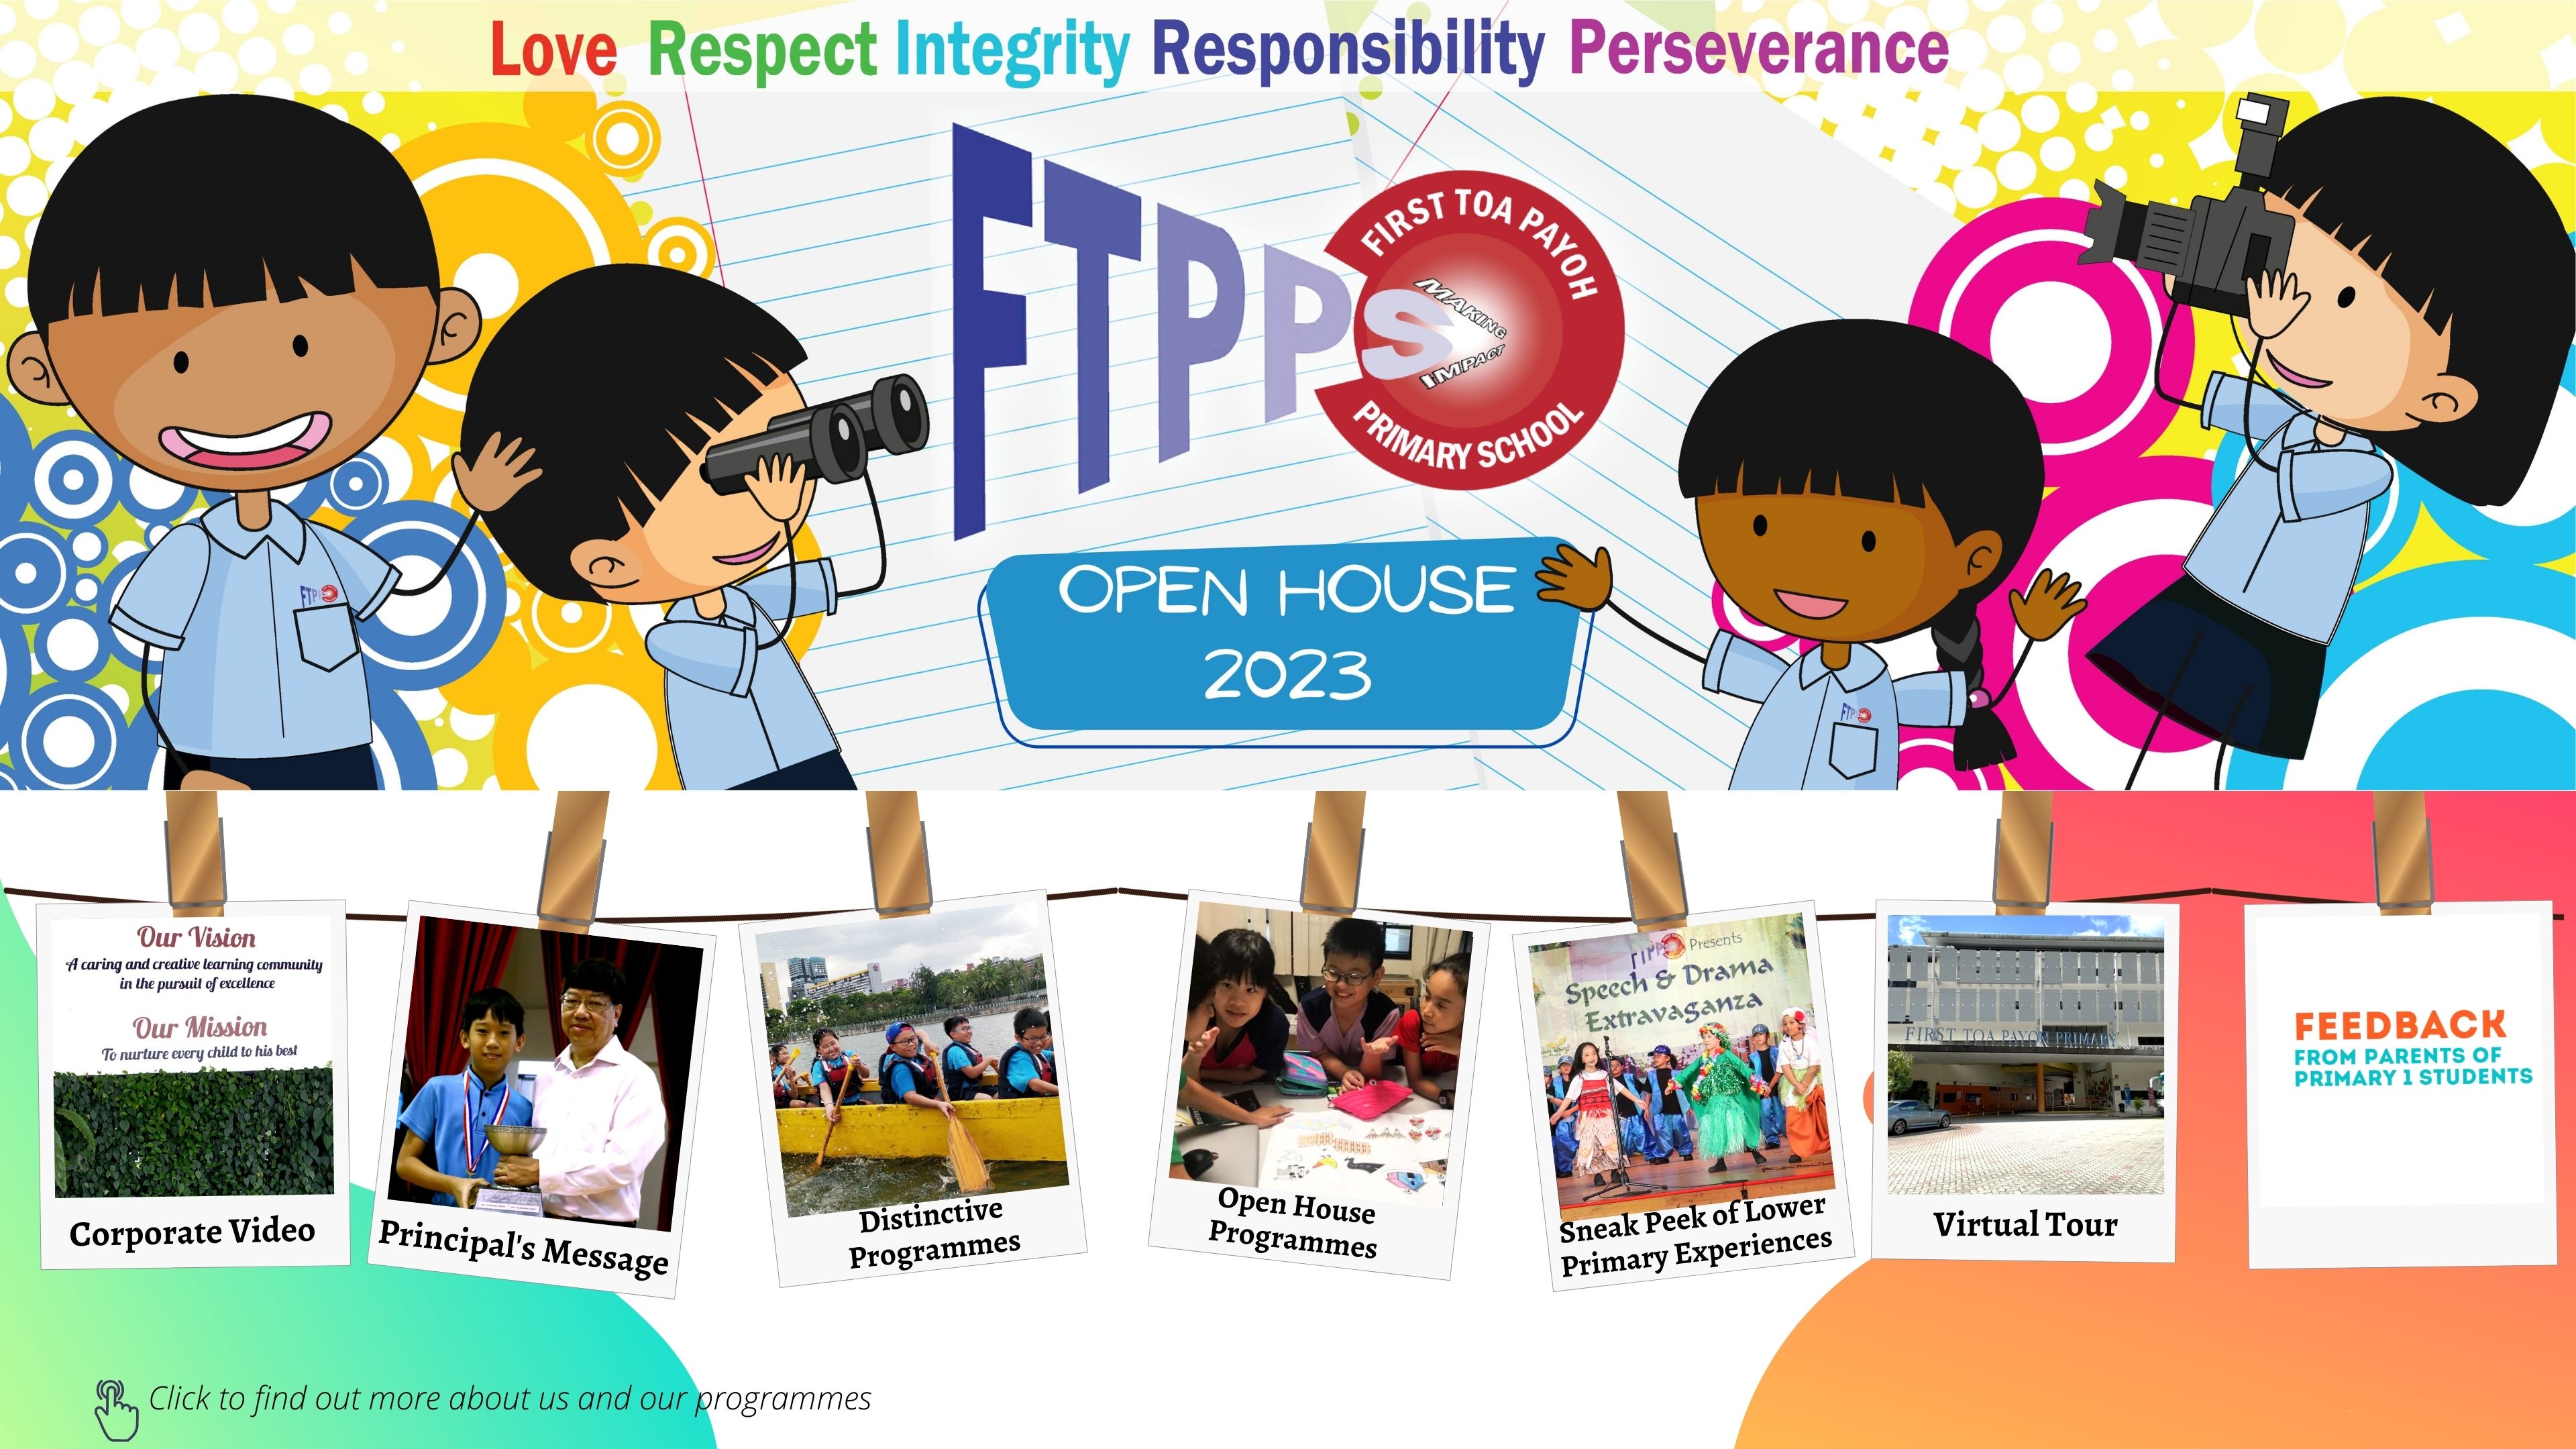 Love Respect Integrity Responsibility Perseverance
FTPPS
FIRST TOA PAYOH
MAKING
IMPACT
PRIMARY SCHOOL
OPEN HOUSE
2023
FTPPS
FTPPS
Our Vision
A caring and creative learning community
in the pursuit of excellence
Our Mission
To nurture every child to his best
Corporate Video
Principal's Message
Distinctive
Programmes
Open House
Programmes
FTPPS Presents
Speech & Drama
Extravaganza
Sneak Peek of Lower
Primary Experiences
FIRST TOA PAYOH PRIMARY
Virtual Tour
FEEDBACK
FROM PARENTS OF
PRIMARY 1 STUDENTS
Click to find out more about us and our programmes